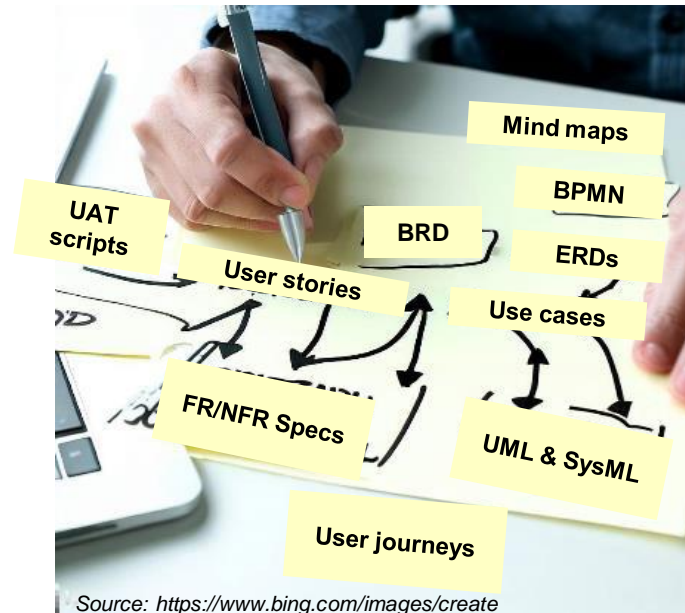 Mind maps
BPMN
UAT
scripts
BRD
ERDs
User stories
Use cases
FR/NFR Specs
UML & SysML
User journeys
Source: https://www.bing.com/images/create